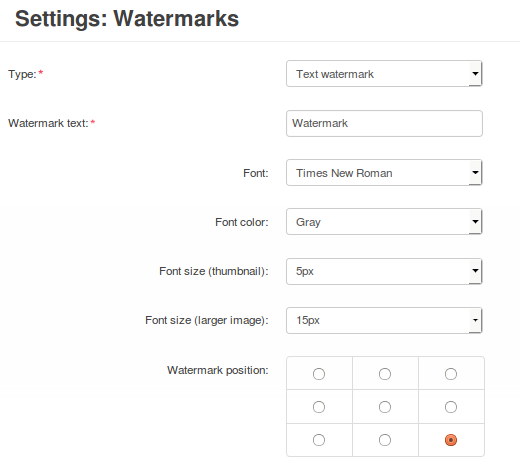 Settings: Watermarks
Type: *
Text watermark
Watermark text: *
Watermark
Font:
Times New Roman
Font color:
Gray
Font size (thumbnail):
5px
Font size (larger image):
15px
Watermark position: